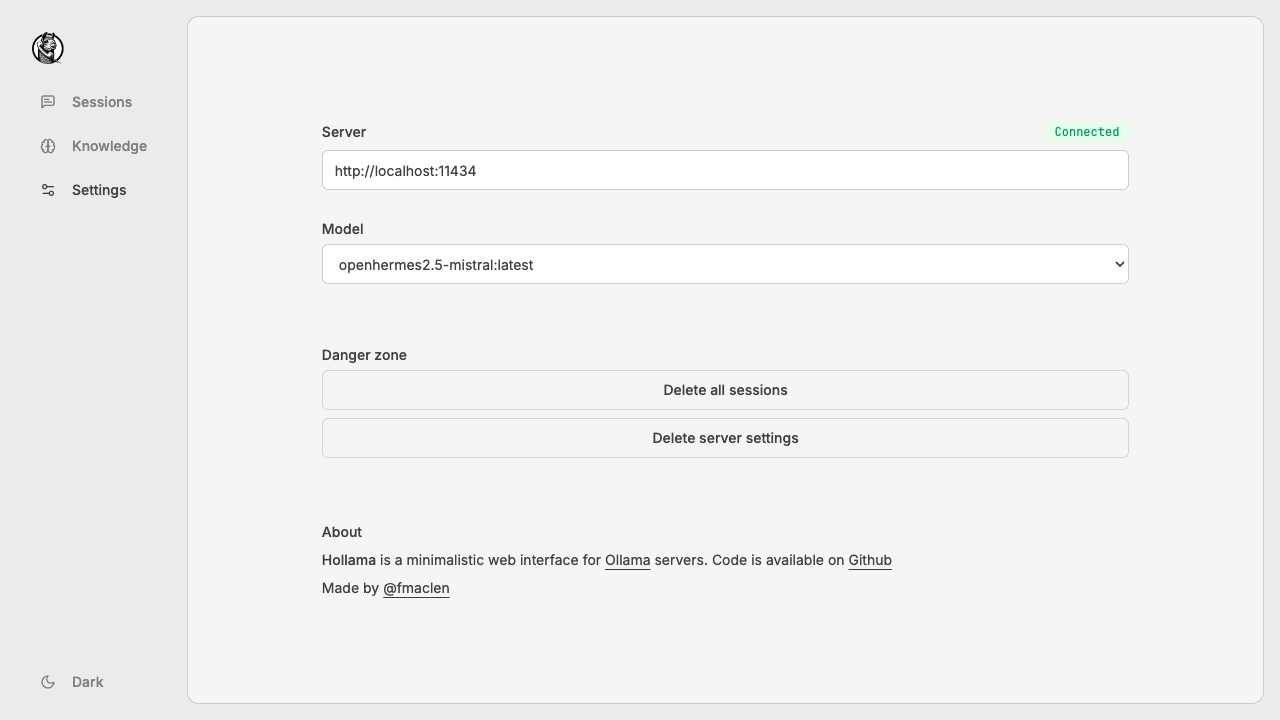 Sessions
Knowledge
Settings
Server
Connected
http://localhost:11434
Model
openhermes2.5-mistral:latest
Danger zone
Delete all sessions
Delete server settings
About
Hollama is a minimalistic web interface for Ollama servers. Code is available on Github
Made by @fmaclen
Dark